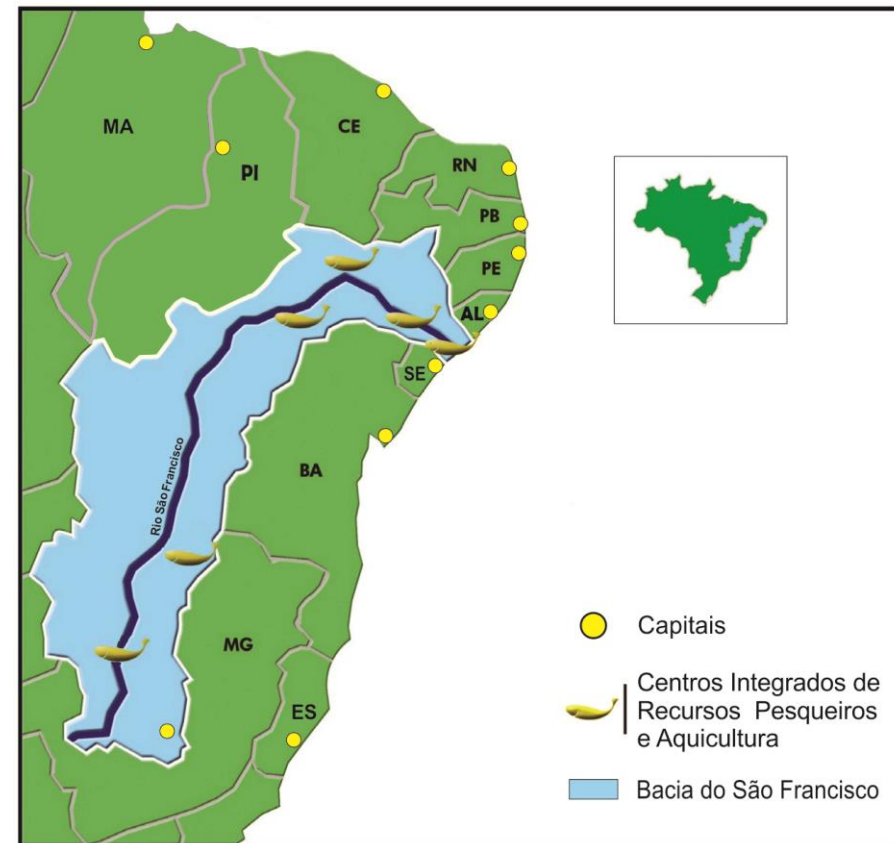 MA
CE
RN
PI
PB
PE
AL
SE
BA
Rio São Francisco
MG
ES
Capitais
Centros Integrados de
Recursos Pesqueiros
e Aquicultura
Bacia do São Francisco